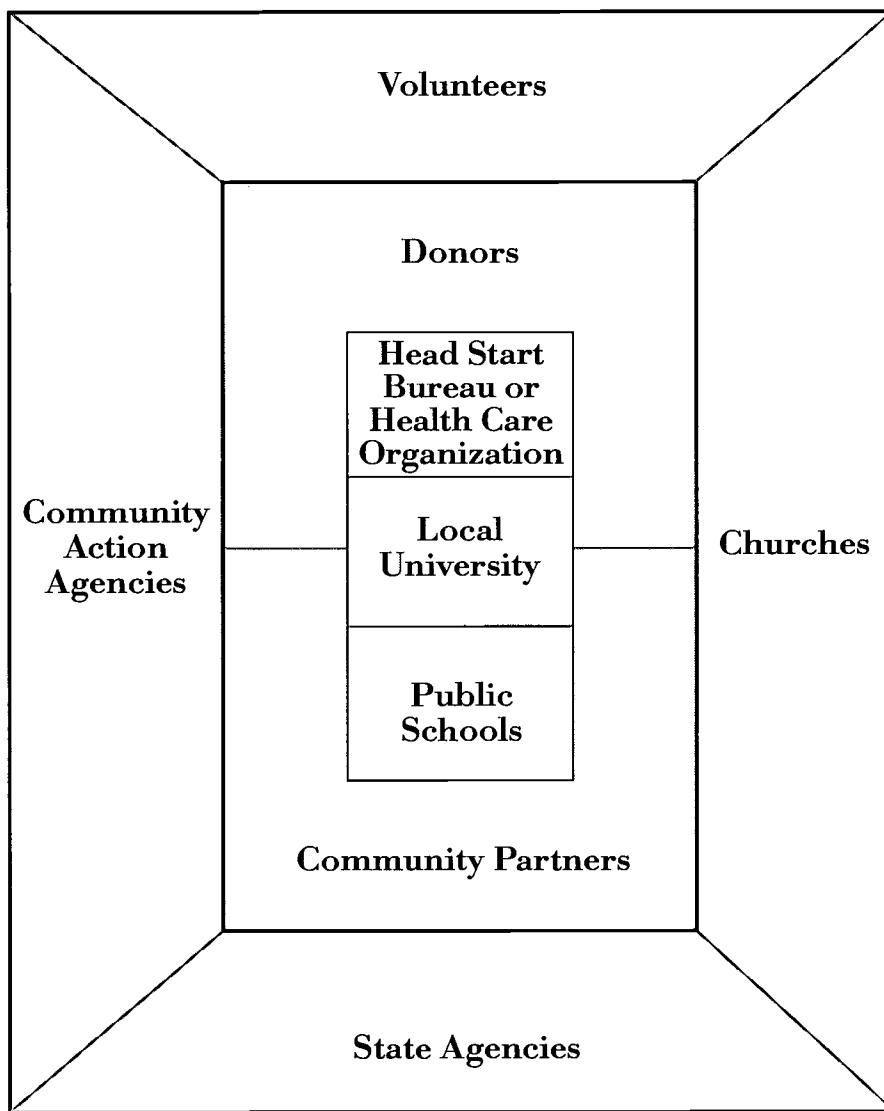 Volunteers
Donors
Head Start
Bureau or
Health Care
Organization
Community
Action
Agencies
Local
University
Churches
Public
Schools
Community Partners
State Agencies